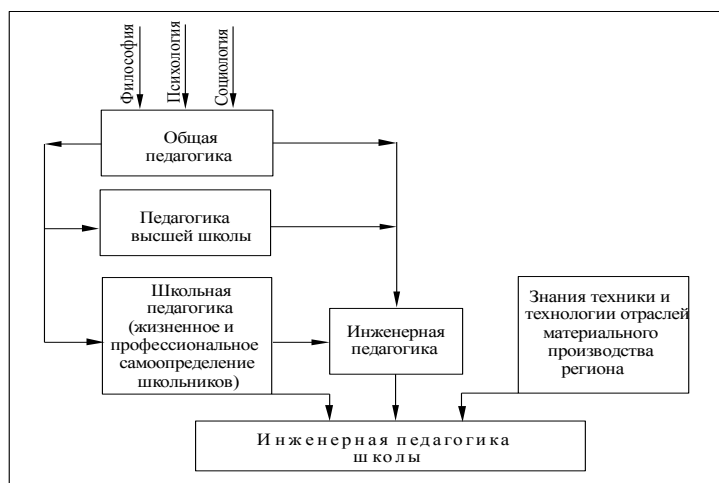 Философия
Психология
Социология
Общая
педагогика
Педагогика
высшей школы
Школьная
педагогика
(жизненное и
профессиональное
самоопределение
школьников)
Инженерная
педагогика
Знания техники и
технологии отраслей
материального
производства
региона
Инженерная педагогика
школы